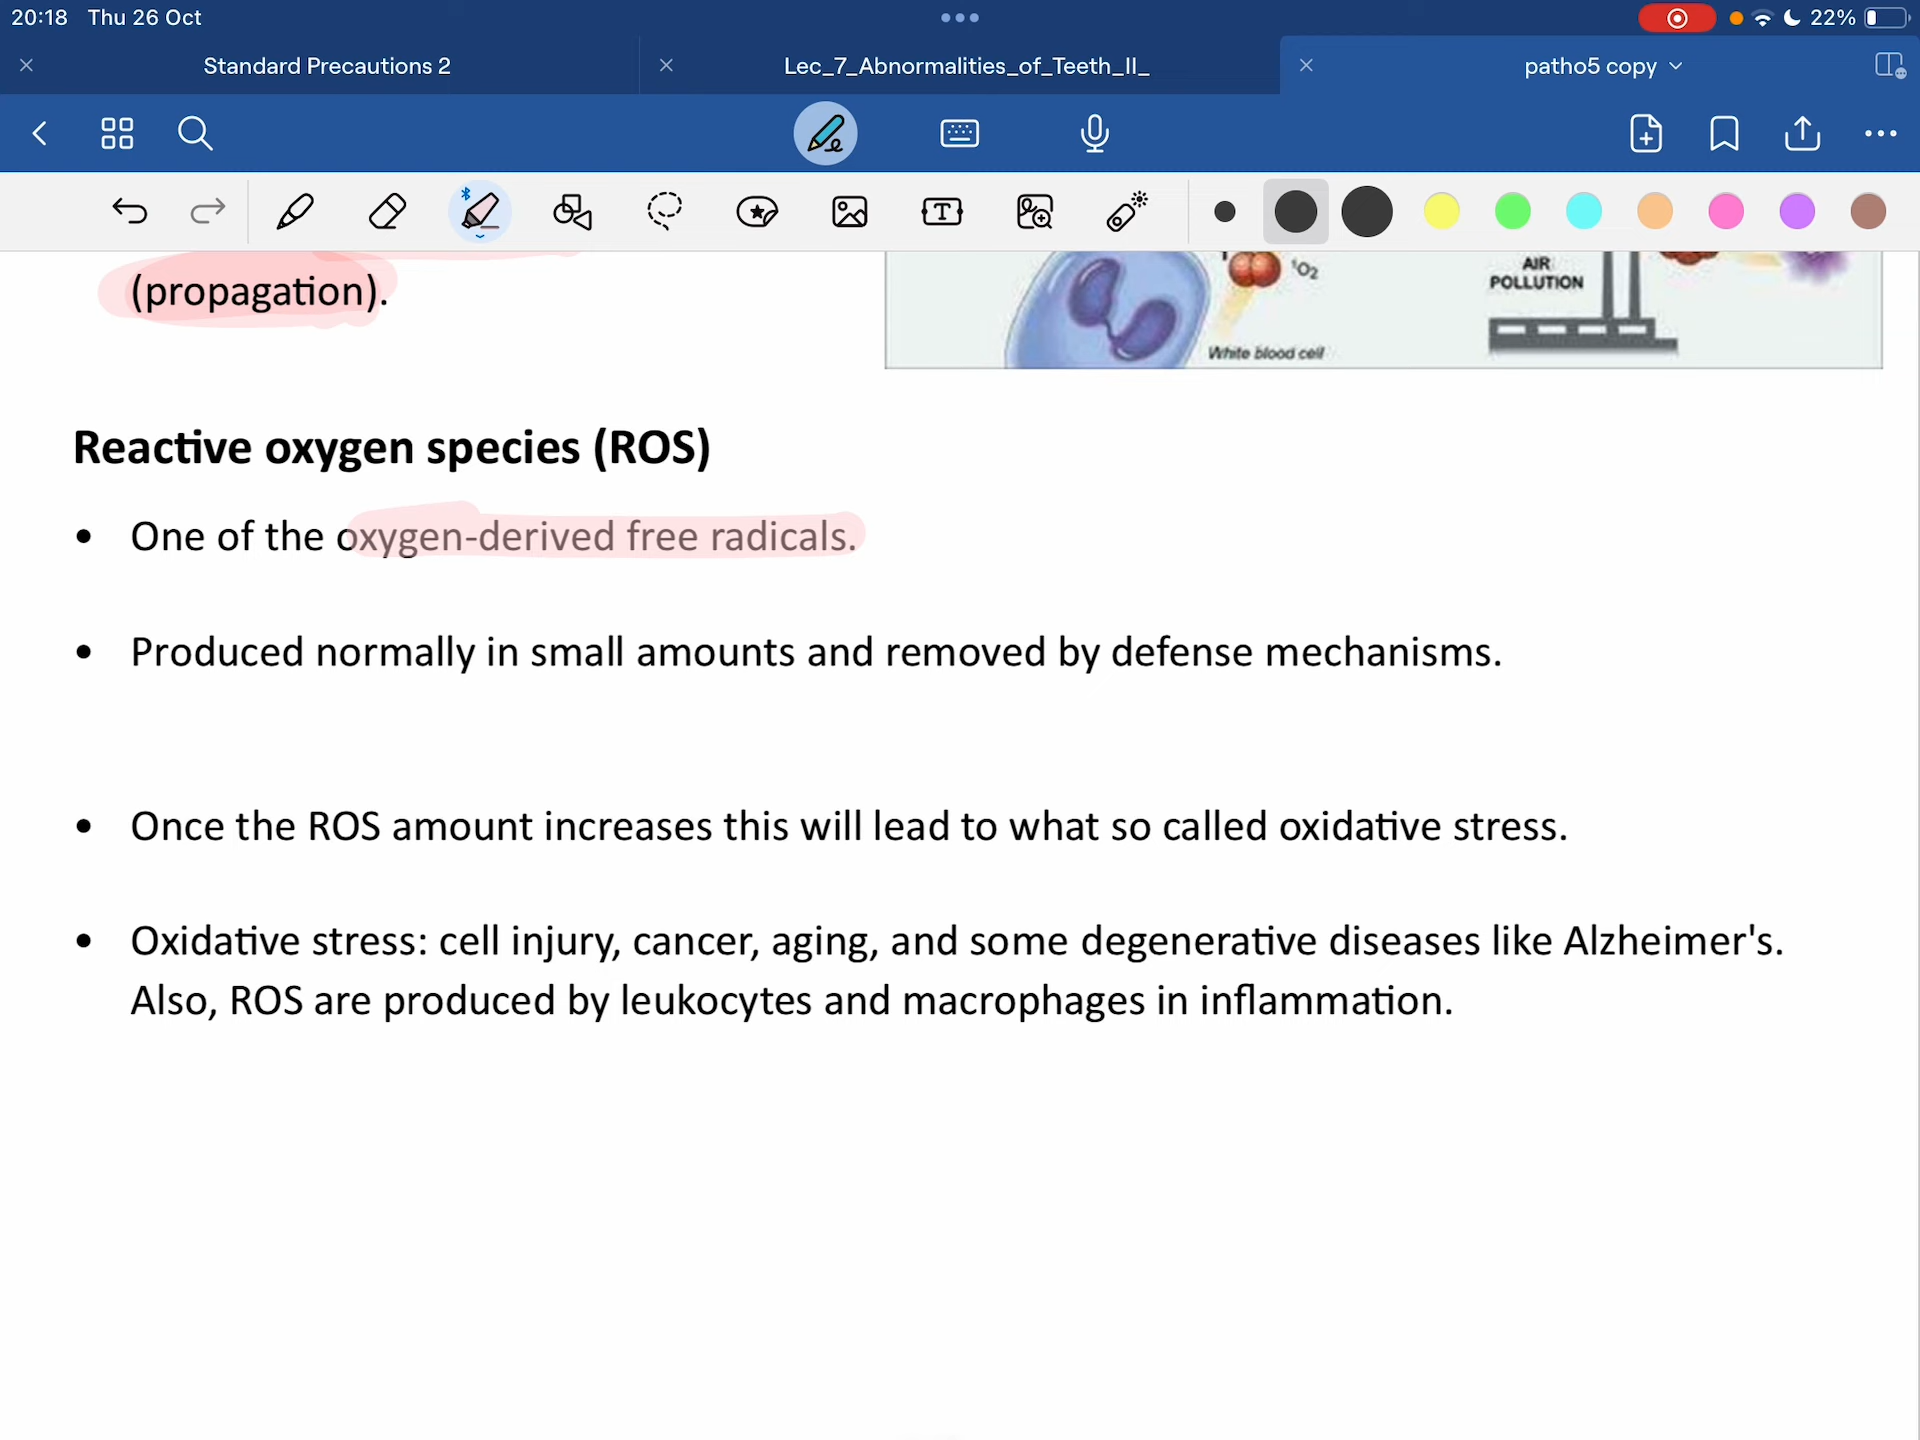 20:18 Thu 26 Oct
22%
Standard Precautions 2
Lec_7_Abnormalities_of_Teeth_II_
patho5 copy
(propagation).
¹O₂
White blood cell
AIR
POLLUTION
Reactive oxygen species (ROS)
• One of the oxygen-derived free radicals.
• Produced normally in small amounts and removed by defense mechanisms.
• Once the ROS amount increases this will lead to what so called oxidative stress.
• Oxidative stress: cell injury, cancer, aging, and some degenerative diseases like Alzheimer's.
Also, ROS are produced by leukocytes and macrophages in inflammation.